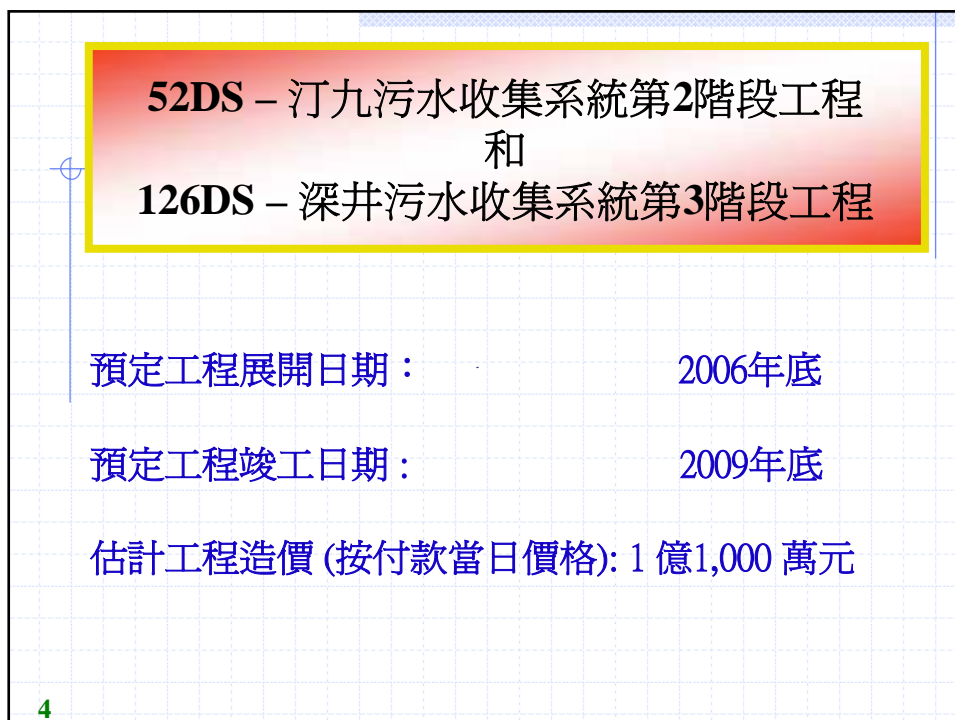 52DS – 汀九污水收集系統第2階段工程
和
126DS – 深井污水收集系統第3階段工程
預定工程展開日期： 2006年底
預定工程竣工日期 : 2009年底
估計工程造價 (按付款當日價格): 1 億1,000 萬元
4